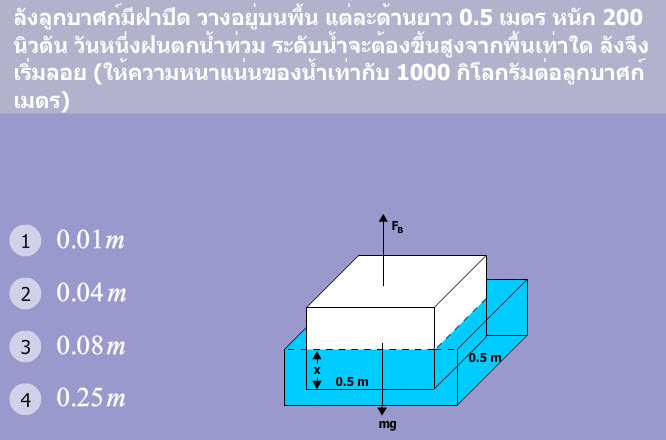 ลังลูกบาศก์มีฝาปิด วางอยู่บนพื้น แต่ละด้านยาว 0.5 เมตร หนัก 200
นิวตัน วันหนึ่งฝนตกน้ำท่วม ระดับน้ำจะต้องขึ้นสูงจากพื้นเท่าใด ลังจึง
เริ่มลอย (ให้ความหนาแน่นของน้ำเท่ากับ 1000 กิโลกรัมต่อลูกบาศก์
เมตร)
1 0.01m
2 0.04m
3 0.08m
4 0.25m
FB
x
0.5 m
0.5 m
mg